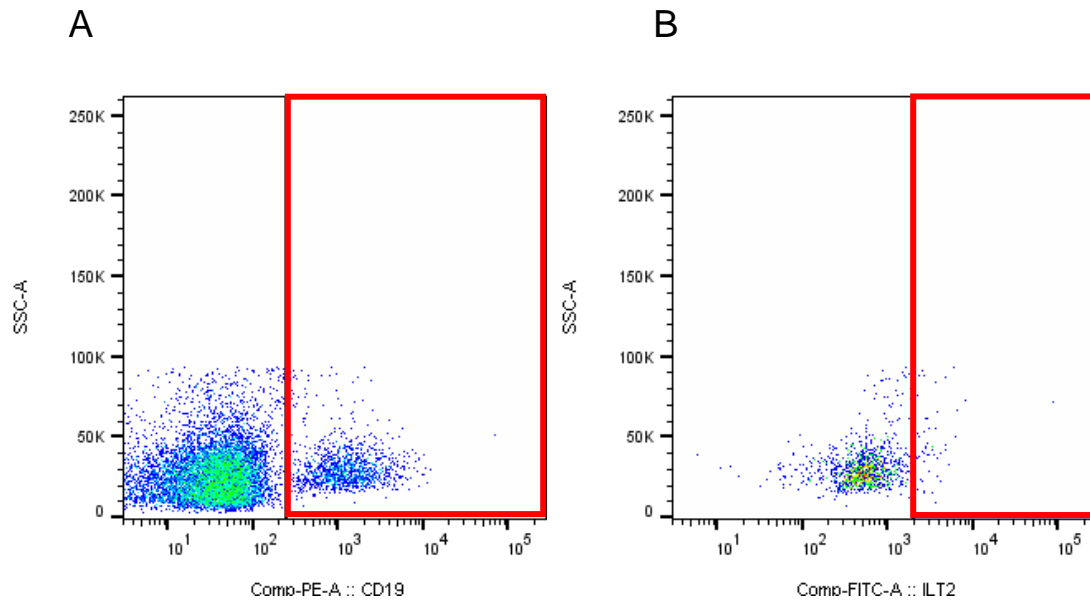 A
B
250K
200K
150K
100K
50K
0
SSC-A
10^1
10^2
10^3
10^4
10^5
Comp-PE-A :: CD19
250K
200K
150K
100K
50K
0
SSC-A
10^1
10^2
10^3
10^4
10^5
Comp-FITC-A :: ILT2